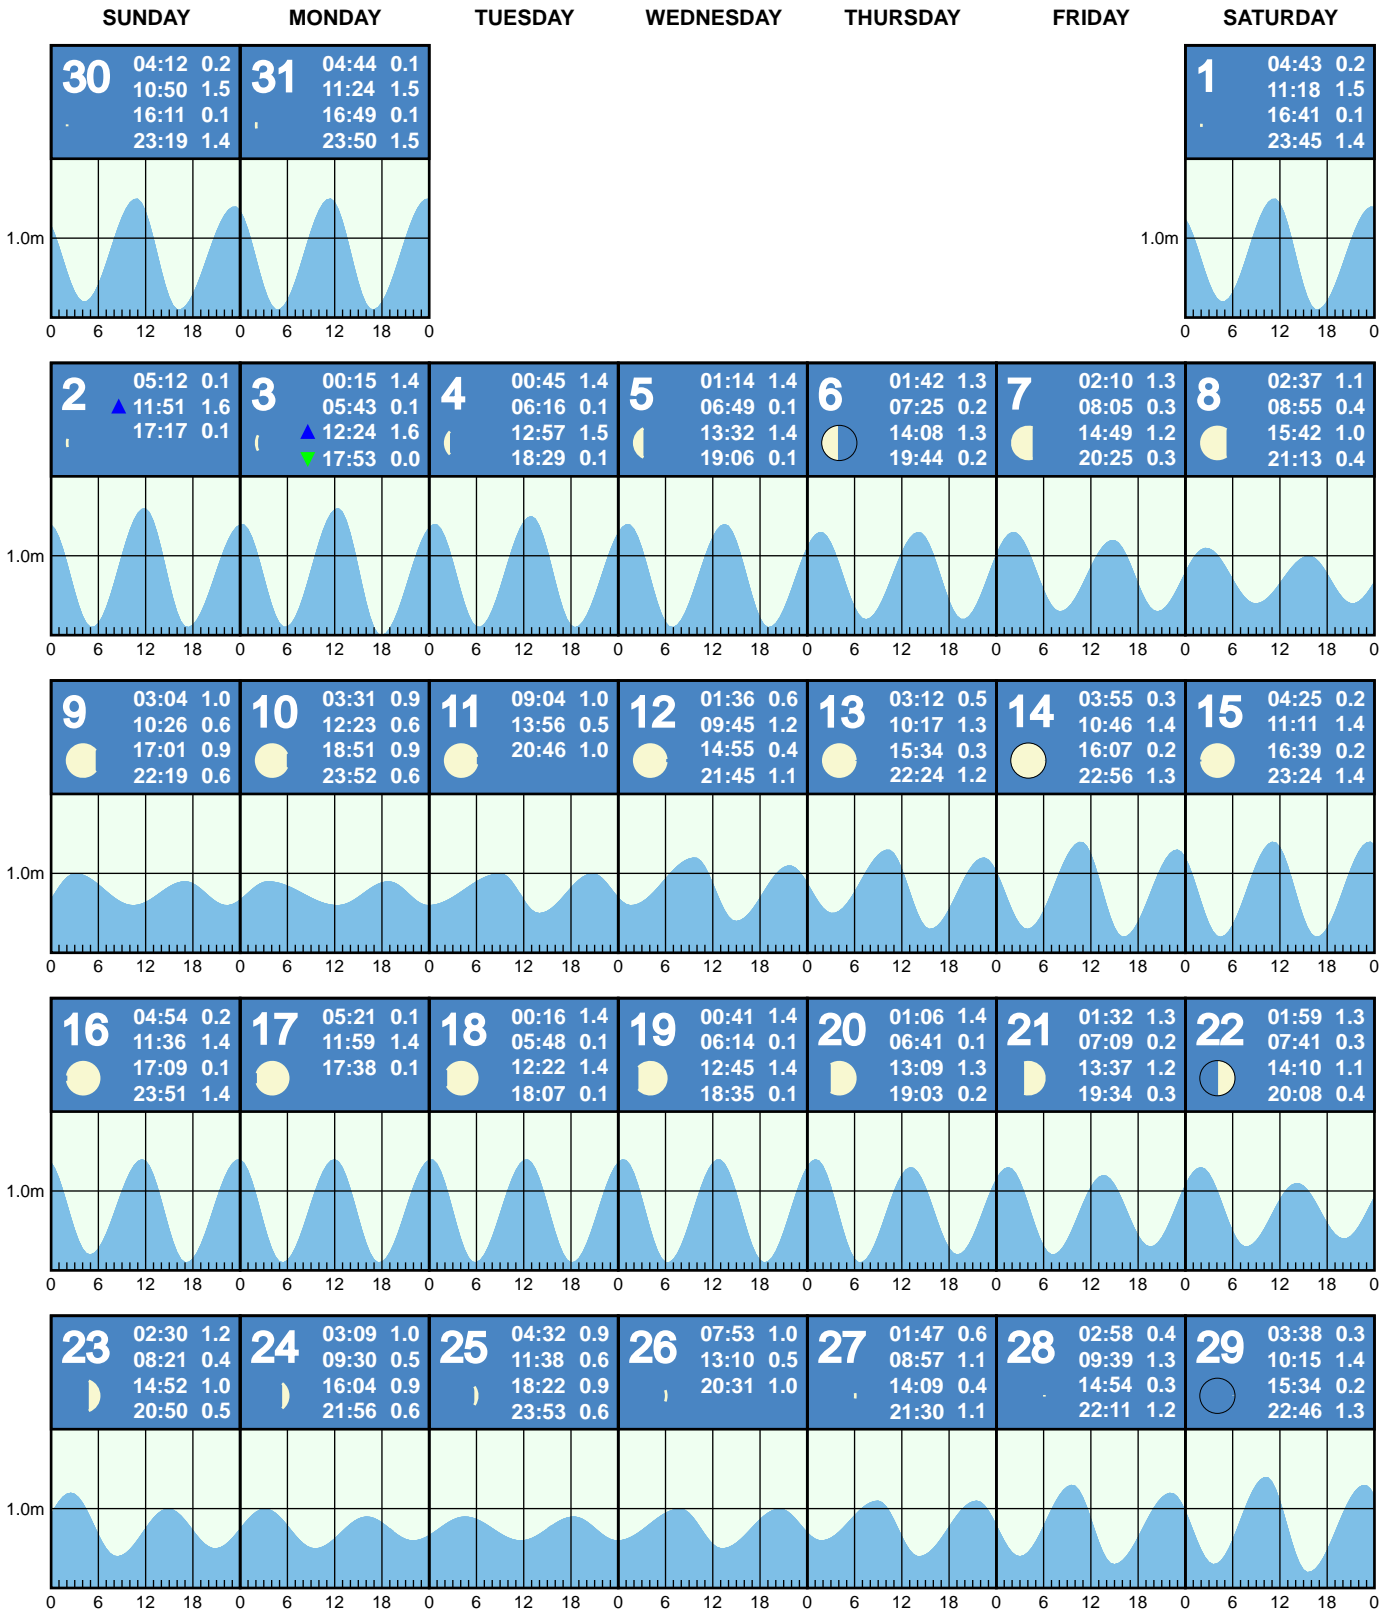 SUNDAY MONDAY TUESDAY WEDNESDAY THURSDAY FRIDAY SATURDAY
30 04:12 0.2
10:50 1.5
16:11 0.1
23:19 1.4
31 04:44 0.1
11:24 1.5
16:49 0.1
23:50 1.5
1 04:43 0.2
11:18 1.5
16:41 0.1
23:45 1.4
1.0m 1.0m
0 6 12 18 0 6 12 18 0 0 6 12 18 0
2 05:12 0.1
11:51 1.6
17:17 0.1
3 00:15 1.4
05:43 0.1
12:24 1.6
17:53 0.0
4 00:45 1.4
06:16 0.1
12:57 1.5
18:29 0.1
5 01:14 1.4
06:49 0.1
13:32 1.4
19:06 0.1
6 01:42 1.3
07:25 0.2
14:08 1.3
19:44 0.2
7 02:10 1.3
08:05 0.3
14:49 1.2
20:25 0.3
8 02:37 1.1
08:55 0.4
15:42 1.0
21:13 0.4
1.0m
0 6 12 18 0 6 12 18 0 6 12 18 0 6 12 18 0 6 12 18 0 6 12 18 0 6 12 18 0
9 03:04 1.0
10:26 0.6
17:01 0.9
22:19 0.6
10 03:31 0.9
12:23 0.6
18:51 0.9
23:52 0.6
11 09:04 1.0
13:56 0.5
20:46 1.0
12 01:36 0.6
09:45 1.2
14:55 0.4
21:45 1.1
13 03:12 0.5
10:17 1.3
15:34 0.3
22:24 1.2
14 03:55 0.3
10:46 1.4
16:07 0.2
22:56 1.3
15 04:25 0.2
11:11 1.4
16:39 0.2
23:24 1.4
1.0m
0 6 12 18 0 6 12 18 0 6 12 18 0 6 12 18 0 6 12 18 0 6 12 18 0 6 12 18 0
16 04:54 0.2
11:36 1.4
17:09 0.1
23:51 1.4
17 05:21 0.1
11:59 1.4
17:38 0.1
18 00:16 1.4
05:48 0.1
12:22 1.4
18:07 0.1
19 00:41 1.4
06:14 0.1
12:45 1.4
18:35 0.1
20 01:06 1.4
06:41 0.1
13:09 1.3
19:03 0.2
21 01:32 1.3
07:09 0.2
13:37 1.2
19:34 0.3
22 01:59 1.3
07:41 0.3
14:10 1.1
20:08 0.4
1.0m
0 6 12 18 0 6 12 18 0 6 12 18 0 6 12 18 0 6 12 18 0 6 12 18 0 6 12 18 0
23 02:30 1.2
08:21 0.4
14:52 1.0
20:50 0.5
24 03:09 1.0
09:30 0.5
16:04 0.9
21:56 0.6
25 04:32 0.9
11:38 0.6
18:22 0.9
23:53 0.6
26 07:53 1.0
13:10 0.5
20:31 1.0
27 01:47 0.6
08:57 1.1
14:09 0.4
21:30 1.1
28 02:58 0.4
09:39 1.3
14:54 0.3
22:11 1.2
29 03:38 0.3
10:15 1.4
15:34 0.2
22:46 1.3
1.0m
0 6 12 18 0 6 12 18 0 6 12 18 0 6 12 18 0 6 12 18 0 6 12 18 0 6 12 18 0